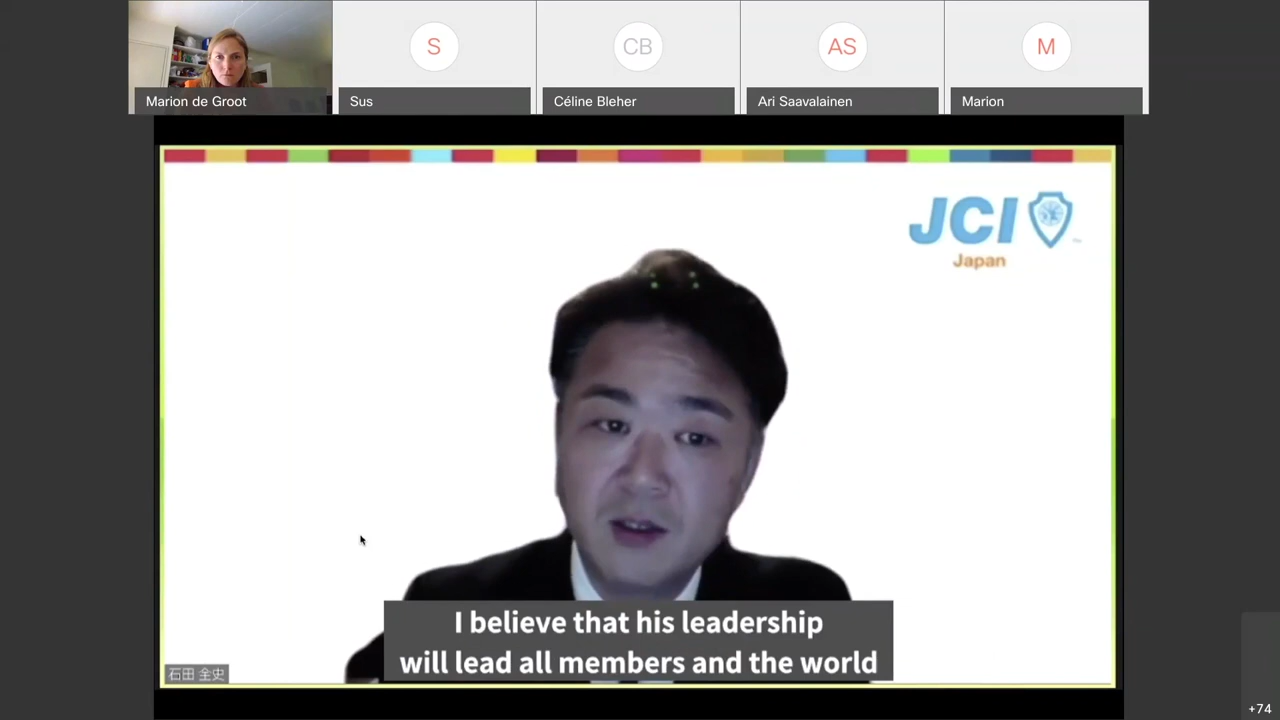 S
CB
AS
M
Marion de Groot
Sus
Céline Bleher
Ari Saavalainen
Marion
JCI
Japan
I believe that his leadership
will lead all members and the world
石田 全史
+74